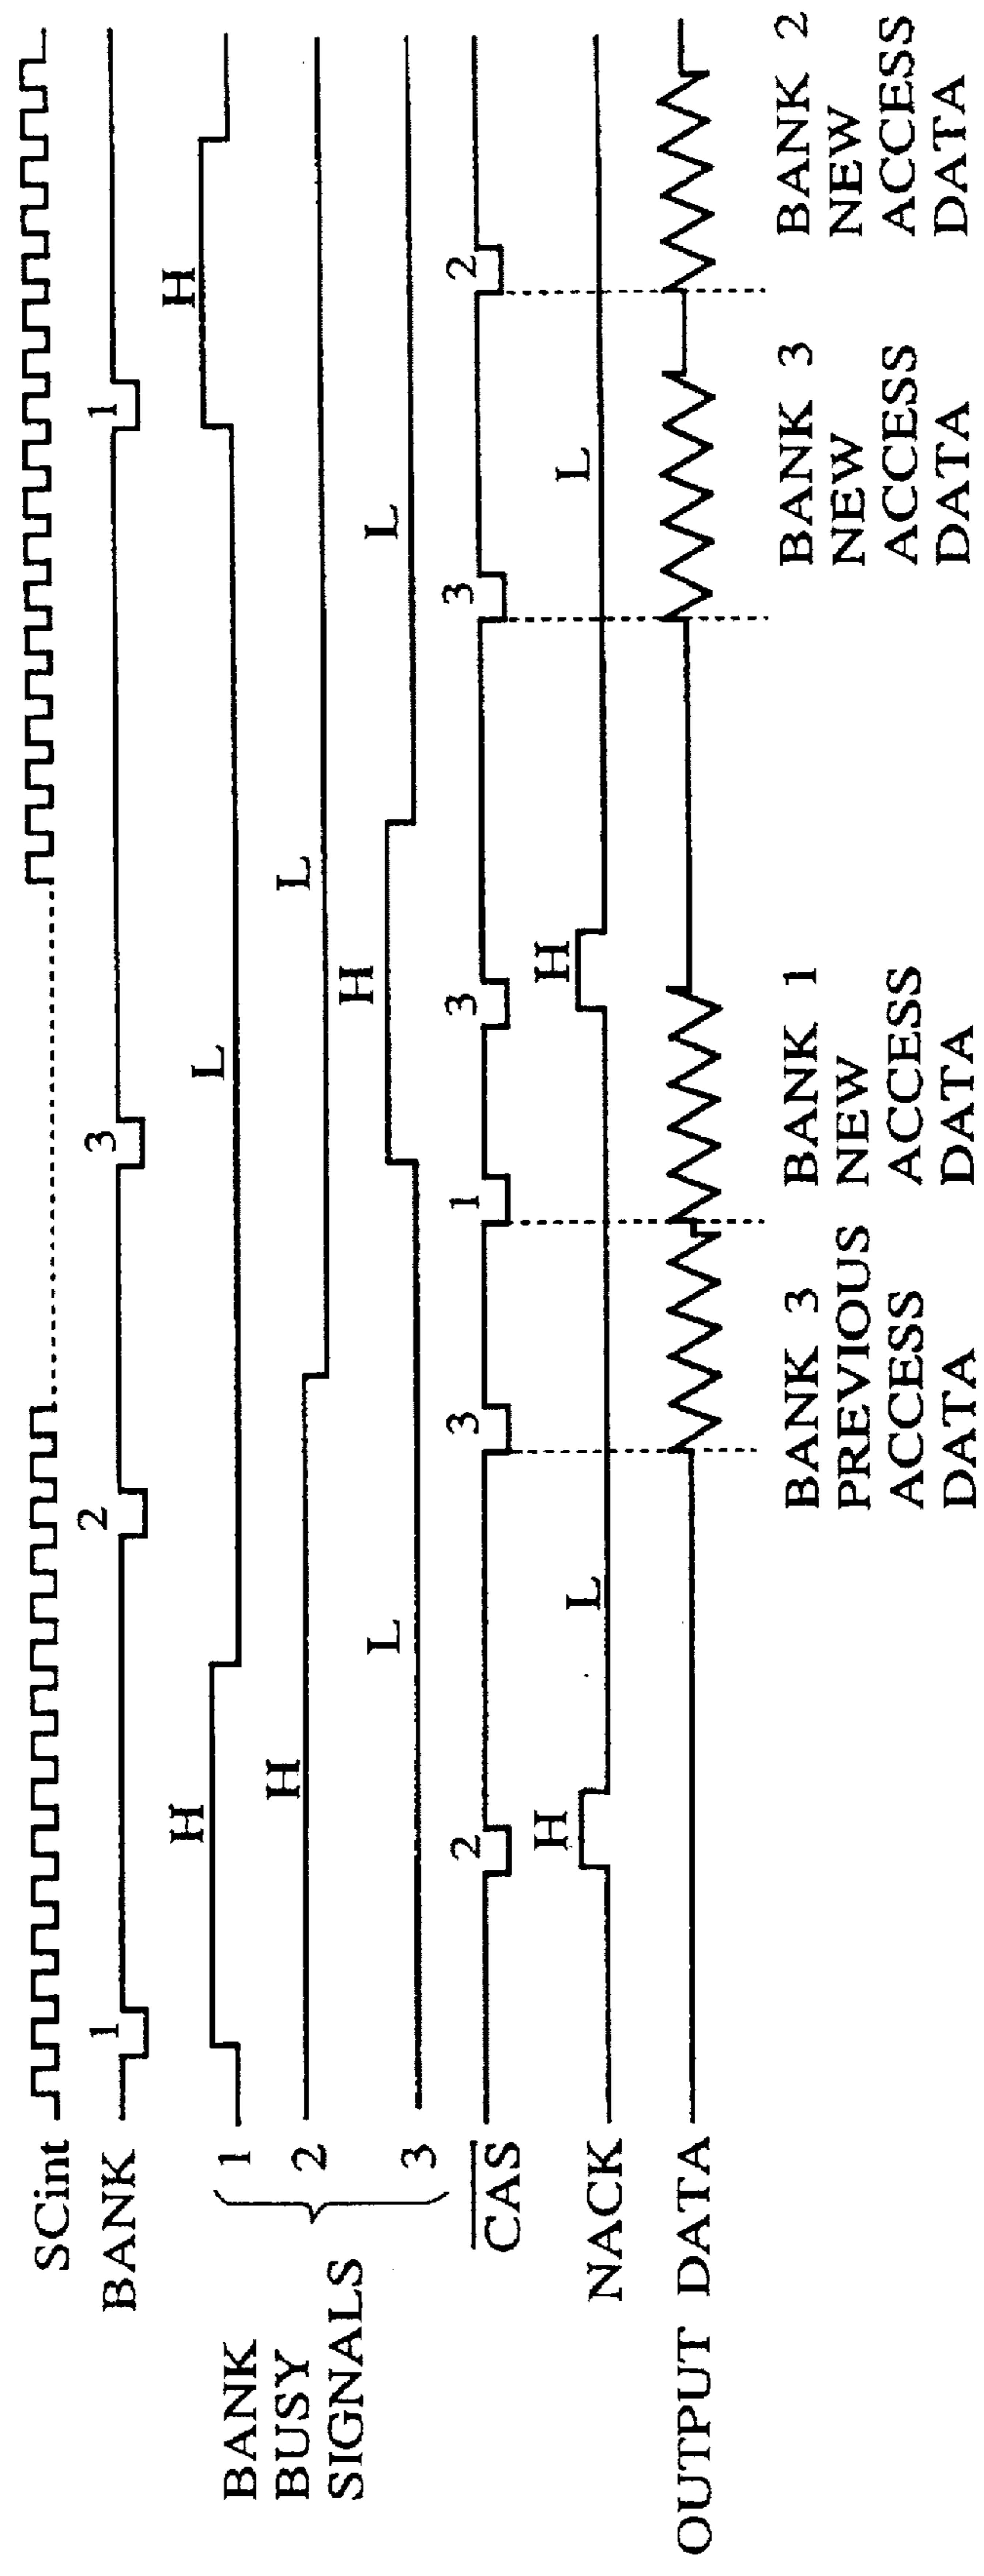 SCint
BANK 1 2 3 1
BANK
BUSY
SIGNALS
1 H L H
2 H L
3 L H L
CAS 2 3 1 3 3 2
NACK H L H L
OUTPUT DATA
BANK 3
PREVIOUS
ACCESS
DATA
BANK 1
NEW
ACCESS
DATA
BANK 3
NEW
ACCESS
DATA
BANK 2
NEW
ACCESS
DATA